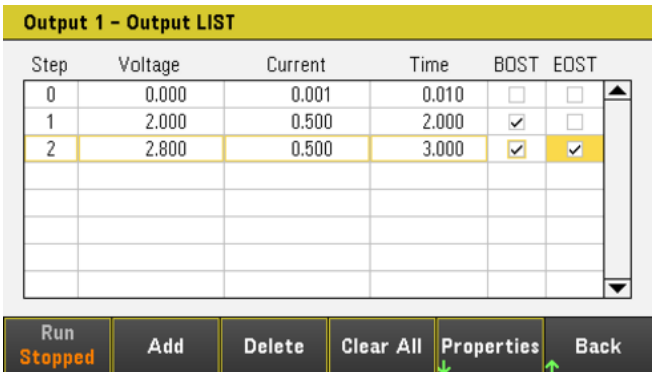 Output 1 – Output LIST
Step Voltage Current Time BOST EOST
0 0.000 0.001 0.010
1 2.000 0.500 2.000
2 2.800 0.500 3.000
Run Add Delete Clear All Properties Back
Stopped